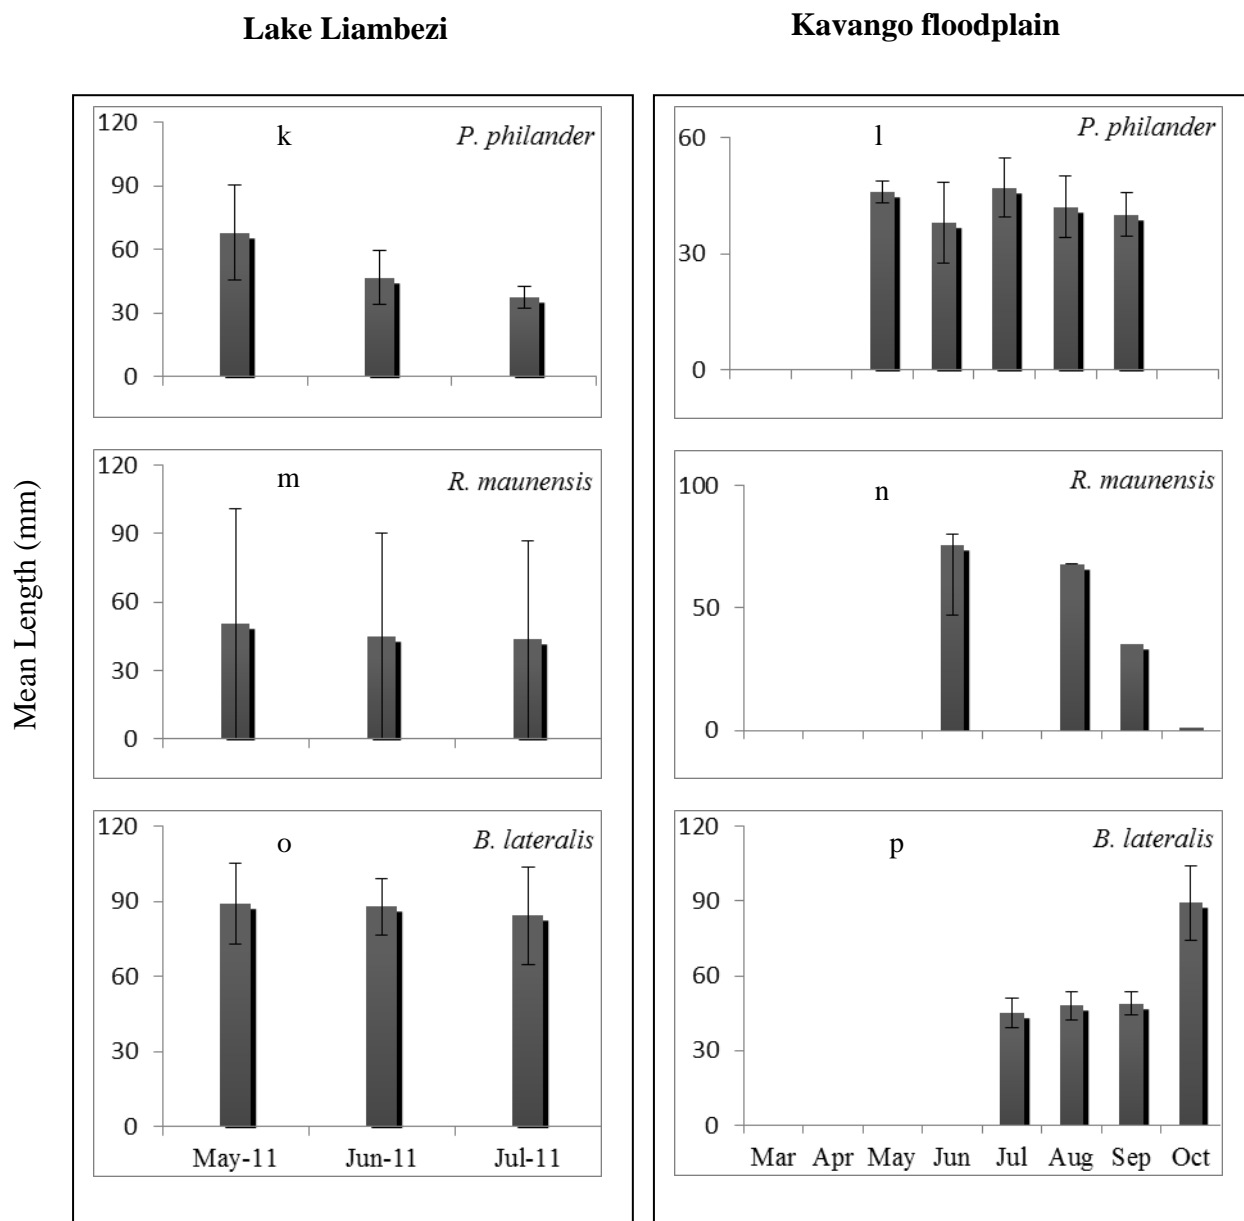 Lake Liambezi
Kavango floodplain
Mean Length (mm)
120 k P. philander
90
60
30
0
60 l P. philander
30
0
120 m R. maunensis
90
60
30
0
100 n R. maunensis
50
0
120 o B. lateralis
90
60
30
0
May-11 Jun-11 Jul-11
120 p B. lateralis
90
60
30
0
Mar Apr May Jun Jul Aug Sep Oct